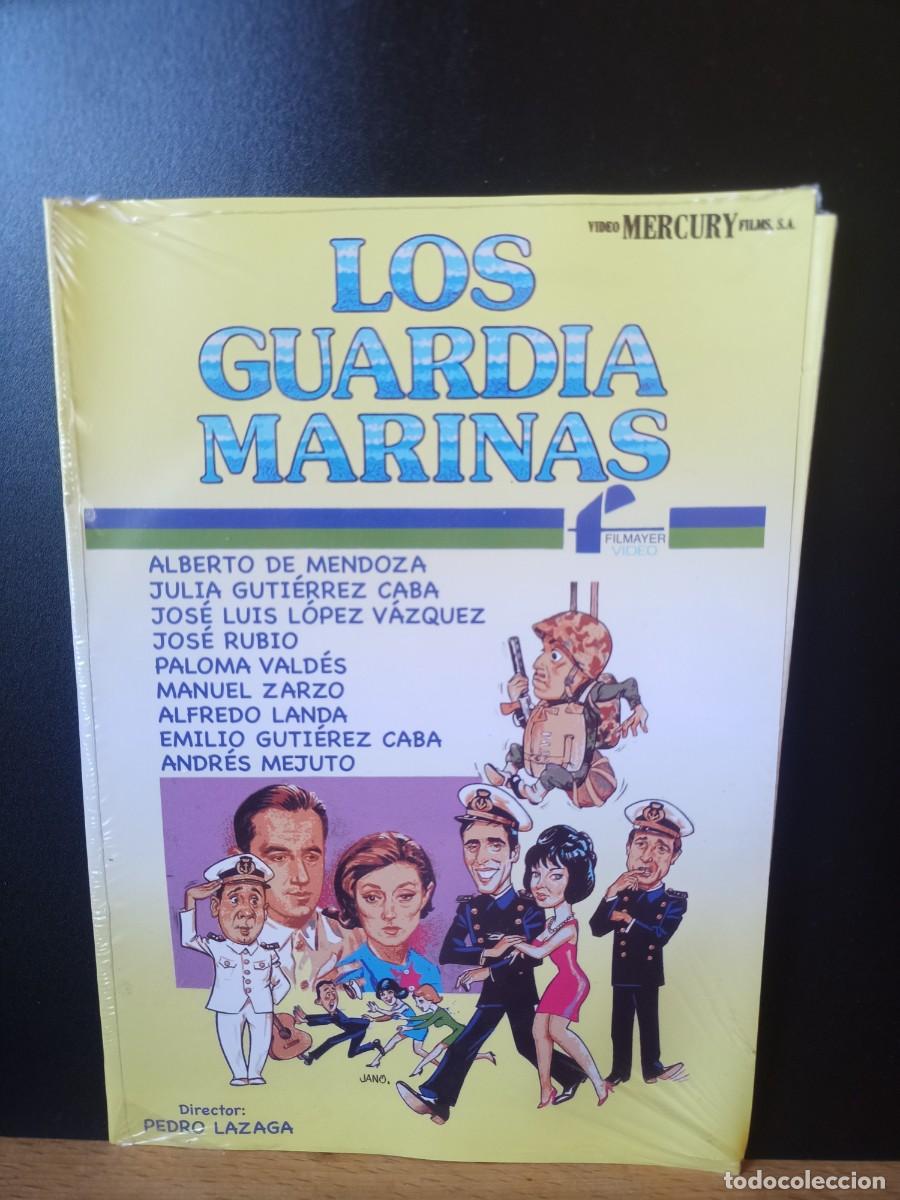 VIDEO MERCURY FILMS, S.A.
LOS
GUARDIA
MARINAS
FILMAYER
VIDEO
ALBERTO DE MENDOZA
JULIA GUTIÉRREZ CABA
JOSÉ LUIS LÓPEZ VÁZQUEZ
JOSÉ RUBIO
PALOMA VALDÉS
MANUEL ZARZO
ALFREDO LANDA
EMILIO GUTIÉREZ CABA
ANDRÉS MEJUTO
JANO.
Director:
PEDRO LAZAGA
todocoleccion